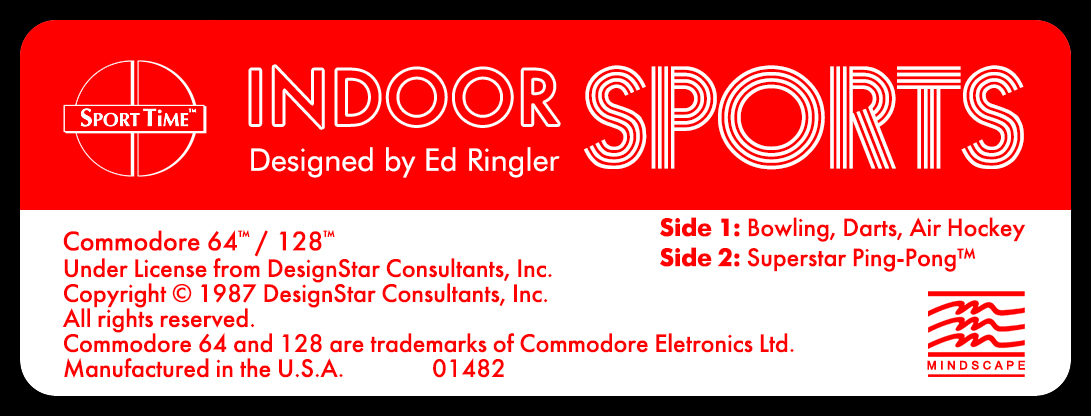 SPORT TIME™
INDOOR SPORTS
Designed by Ed Ringler
Commodore 64™ / 128™
Under License from DesignStar Consultants, Inc.
Copyright © 1987 DesignStar Consultants, Inc.
All rights reserved.
Commodore 64 and 128 are trademarks of Commodore Eletronics Ltd.
Manufactured in the U.S.A. 01482
Side 1: Bowling, Darts, Air Hockey
Side 2: Superstar Ping-Pong™
MINDSCAPE